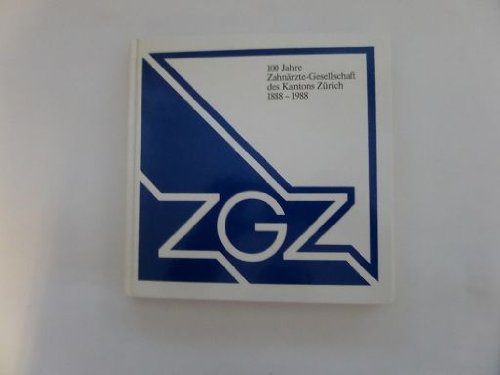 100 Jahre
Zahnärzte-Gesellschaft
des Kantons Zürich
1888 – 1988
ZGZ